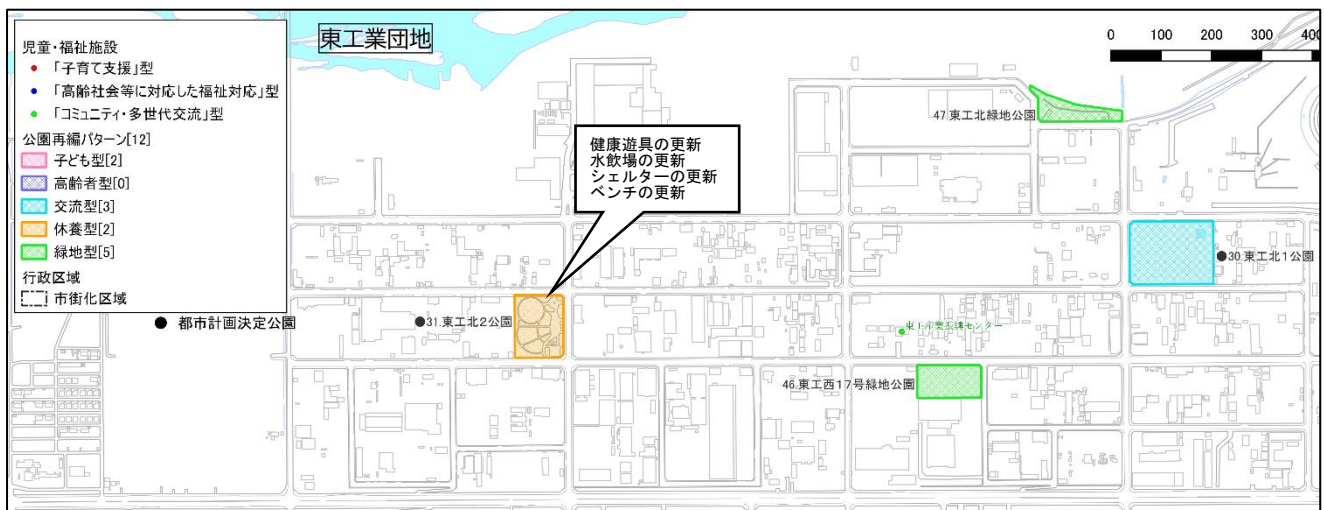 児童・福祉施設
「子育て支援」型
「高齢社会等に対応した福祉対応」型
「コミュニティ・多世代交流」型
公園再編パターン[12]
子ども型[2]
高齢者型[0]
交流型[3]
休養型[2]
緑地型[5]
行政区域
市街化区域
● 都市計画決定公園
東工業団地
0 100 200 300 400
健康遊具の更新
水飲場の更新
シェルターの更新
ベンチの更新
47.東工北緑地公園
●30.東工北1公園
●31.東工北2公園
東工産業振興センター
46.東工西17号緑地公園